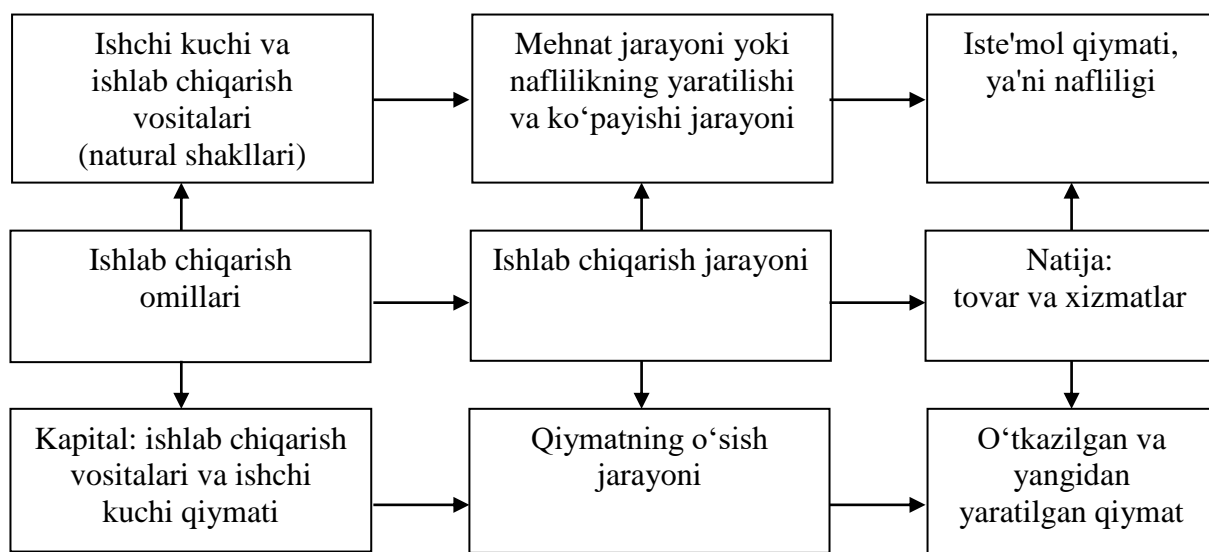 Ishchi kuchi va
ishlab chiqarish
vositalari
(natural shakllari)
Mehnat jarayoni yoki
naflilikning yaratilishi
va ko‘payishi jarayoni
Iste'mol qiymati,
ya'ni nafliligi
Ishlab chiqarish
omillari
Ishlab chiqarish jarayoni
Natija:
tovar va xizmatlar
Kapital: ishlab chiqarish
vositalari va ishchi
kuchi qiymati
Qiymatning o‘sish
jarayoni
O‘tkazilgan va
yangidan
yaratilgan qiymat